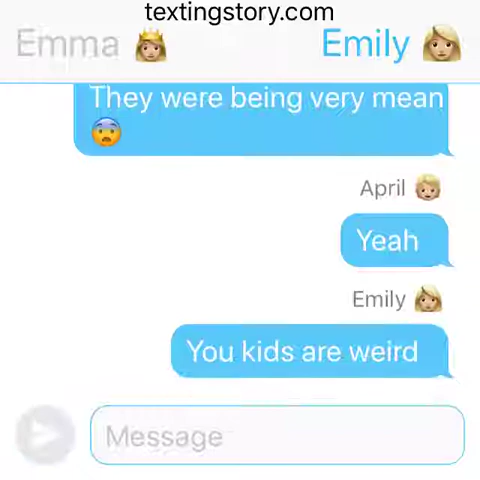 textingstory.com
Emma 👸🏼 Emily 👩🏼
They were being very mean
😨
April 👶🏼
Yeah
Emily 👩🏼
You kids are weird
Message